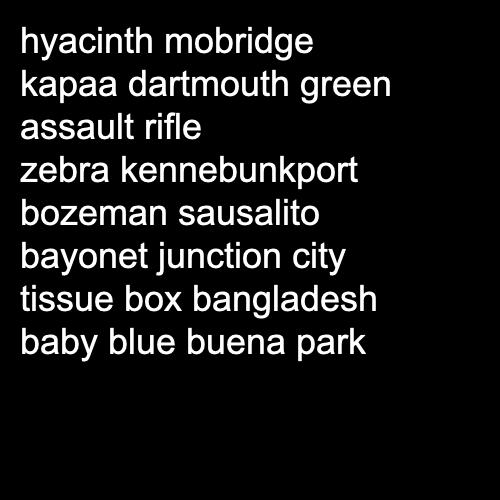 hyacinth mobridge
kapaa dartmouth green
assault rifle
zebra kennebunkport
bozeman sausalito
bayonet junction city
tissue box bangladesh
baby blue buena park